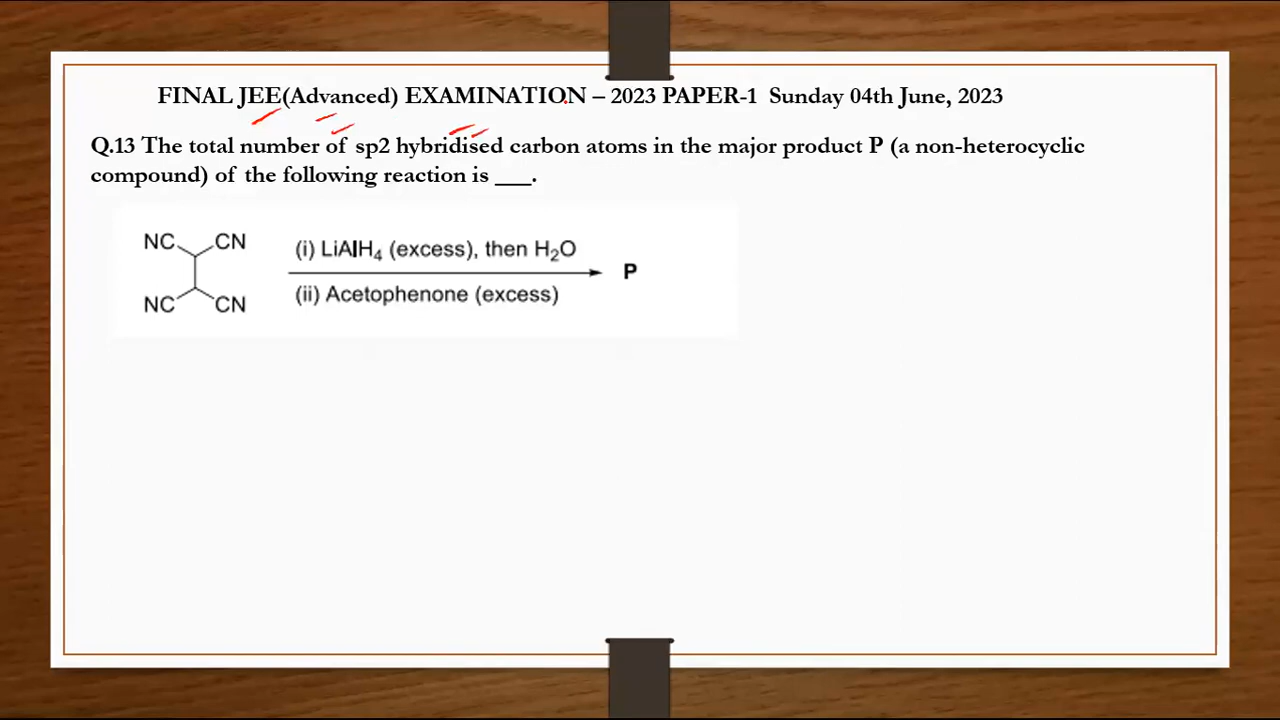 FINAL JEE(Advanced) EXAMINATION – 2023 PAPER-1 Sunday 04th June, 2023
Q.13 The total number of sp2 hybridised carbon atoms in the major product P (a non-heterocyclic
compound) of the following reaction is ___.
NC CN
(i) LiAlH₄ (excess), then H₂O
P
(ii) Acetophenone (excess)
NC CN